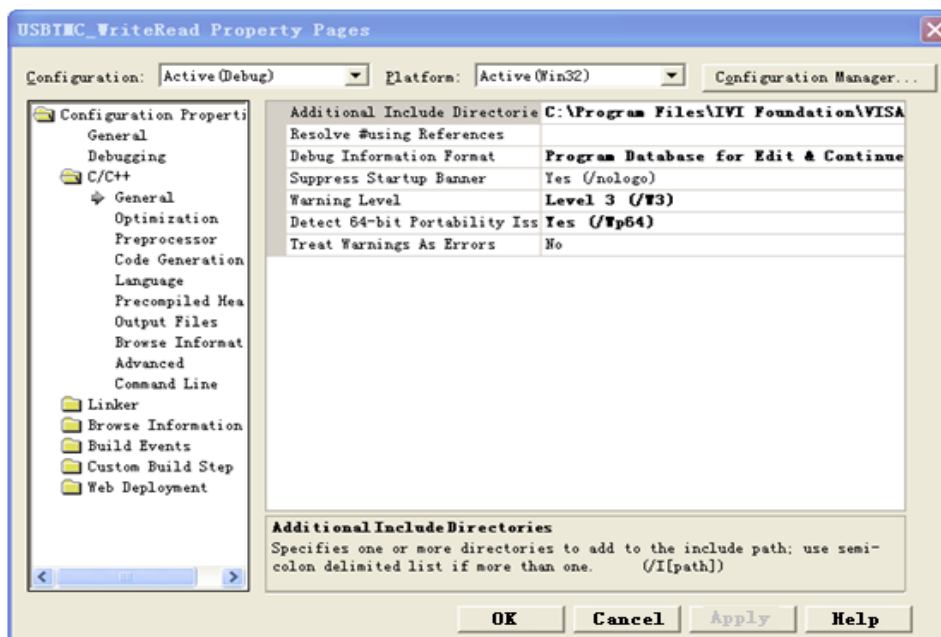 USBTMC_WriteRead Property Pages
Configuration: Active(Debug) Platform: Active(Win32) Configuration Manager...
Configuration Properti
General
Debugging
C/C++
General
Optimization
Preprocessor
Code Generation
Language
Precompiled Hea
Output Files
Browse Informat
Advanced
Command Line
Linker
Browse Information
Build Events
Custom Build Step
Web Deployment
Additional Include Directorie C:\Program Files\IVI Foundation\VISA
Resolve #using References
Debug Information Format Program Database for Edit & Continue
Suppress Startup Banner Yes (/nologo)
Warning Level Level 3 (/W3)
Detect 64-bit Portability Iss Yes (/Wp64)
Treat Warnings As Errors No
Additional Include Directories
Specifies one or more directories to add to the include path; use semi-
colon delimited list if more than one. (/I[path])
OK Cancel Apply Help